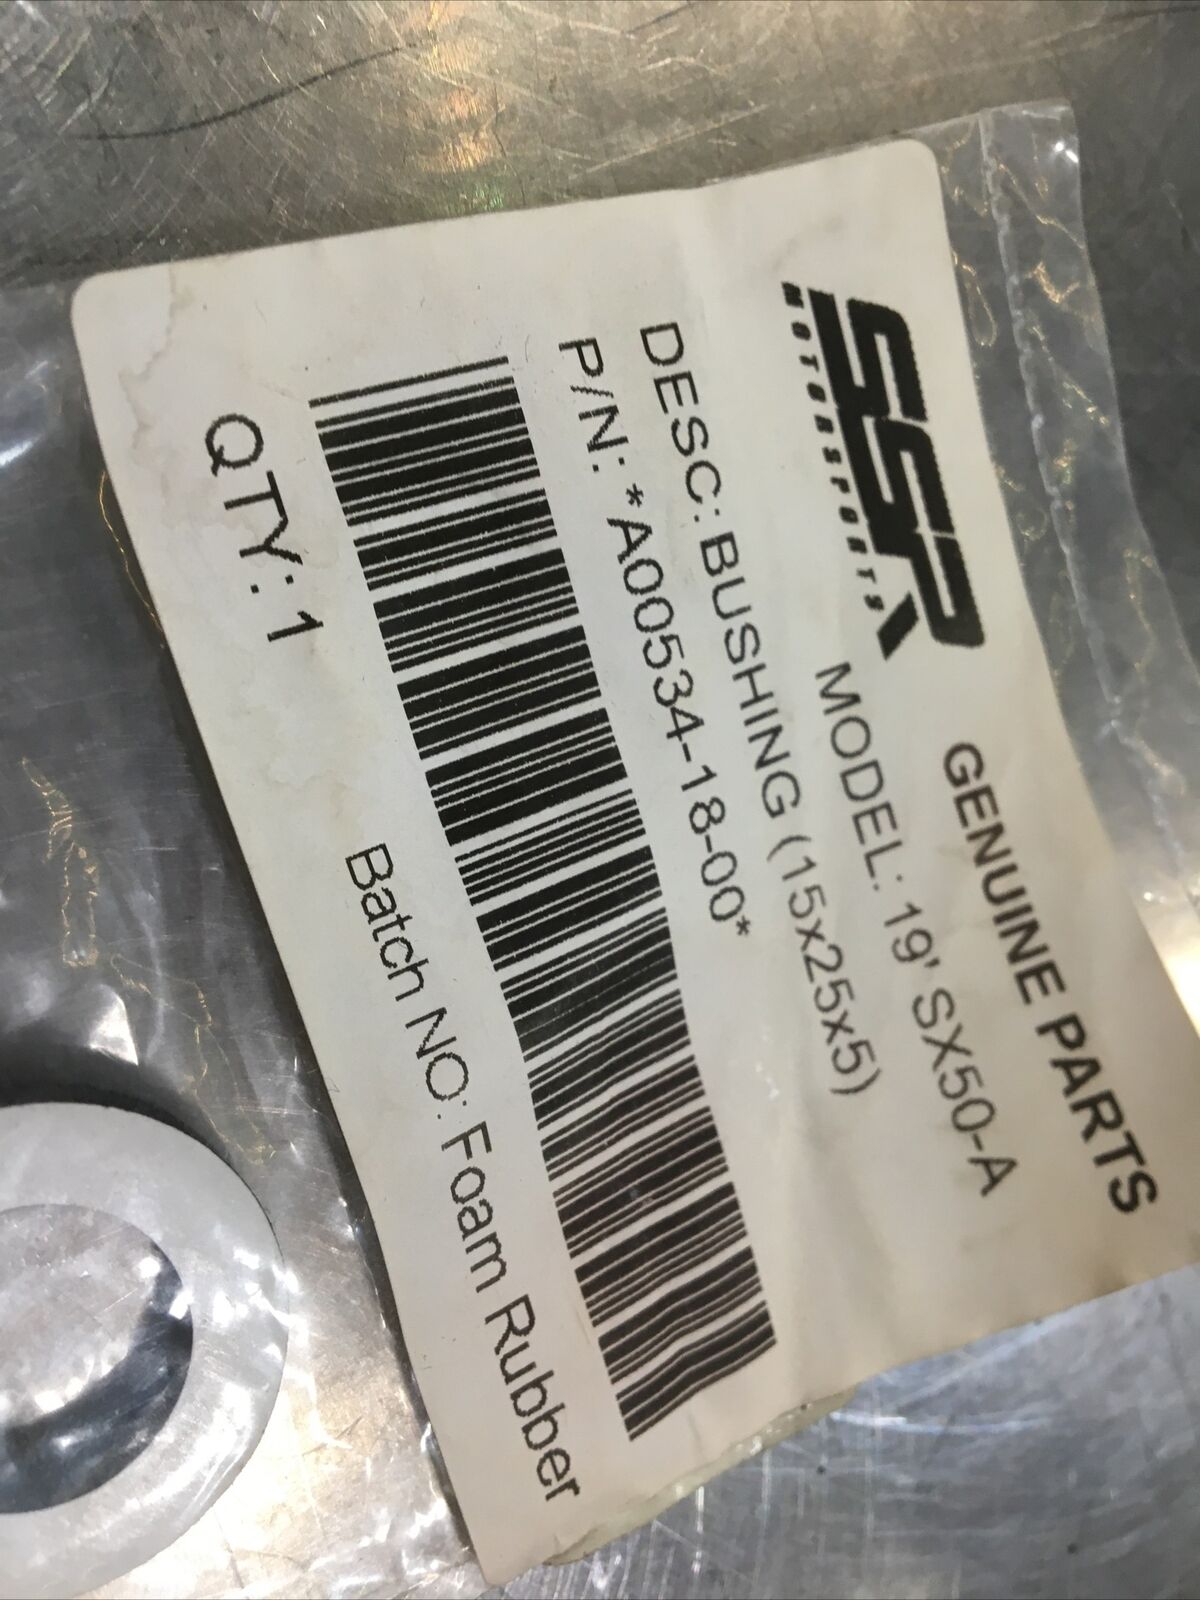 SSR
MOTORSPORTS
GENUINE PARTS
MODEL: 19' SX50-A
DESC: BUSHING (15x25x5)
P/N: *A00534-18-00*
QTY: 1
Batch NO: Foam Rubber